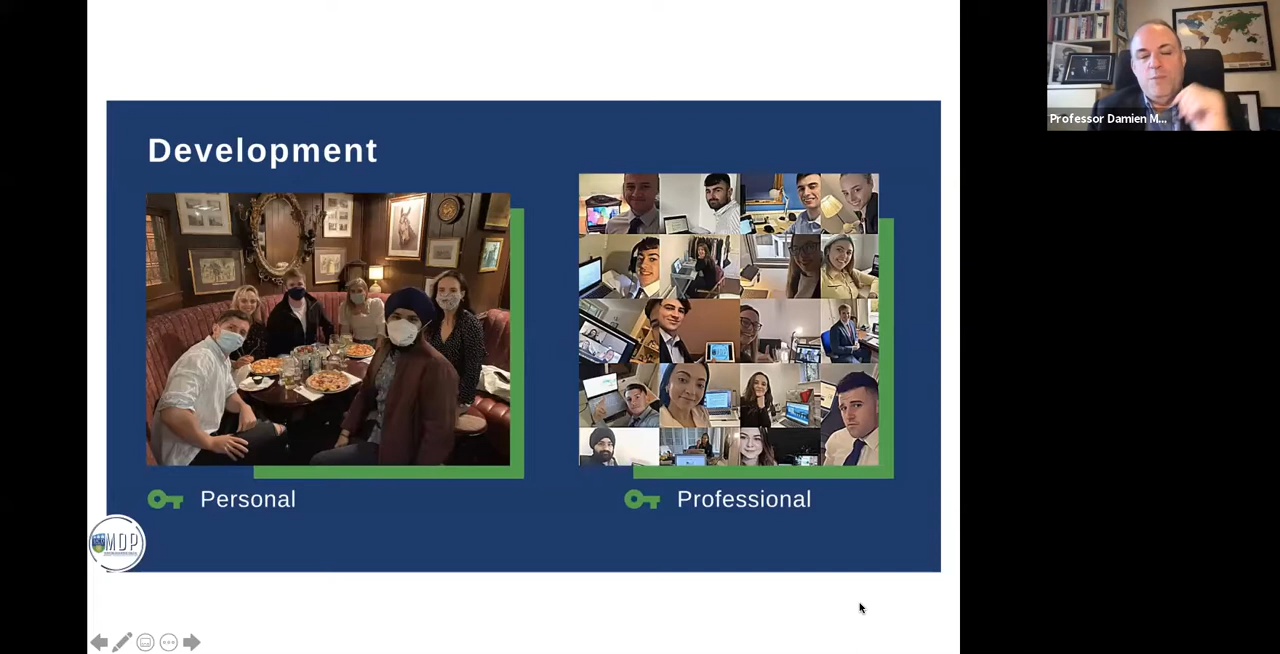 Development
Professor Damien M...
Personal
Professional
MDP